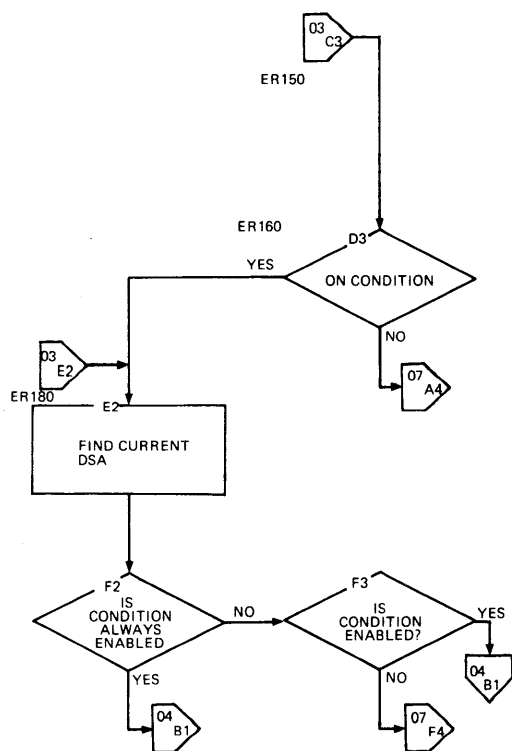 03
C3
ER150
ER160
D3
YES
ON CONDITION
NO
03
E2
07
A4
ER180
E2
FIND CURRENT
DSA
F2
IS
CONDITION
ALWAYS
ENABLED
NO
F3
IS
CONDITION
ENABLED?
YES
YES
NO
04
B1
04
B1
07
F4